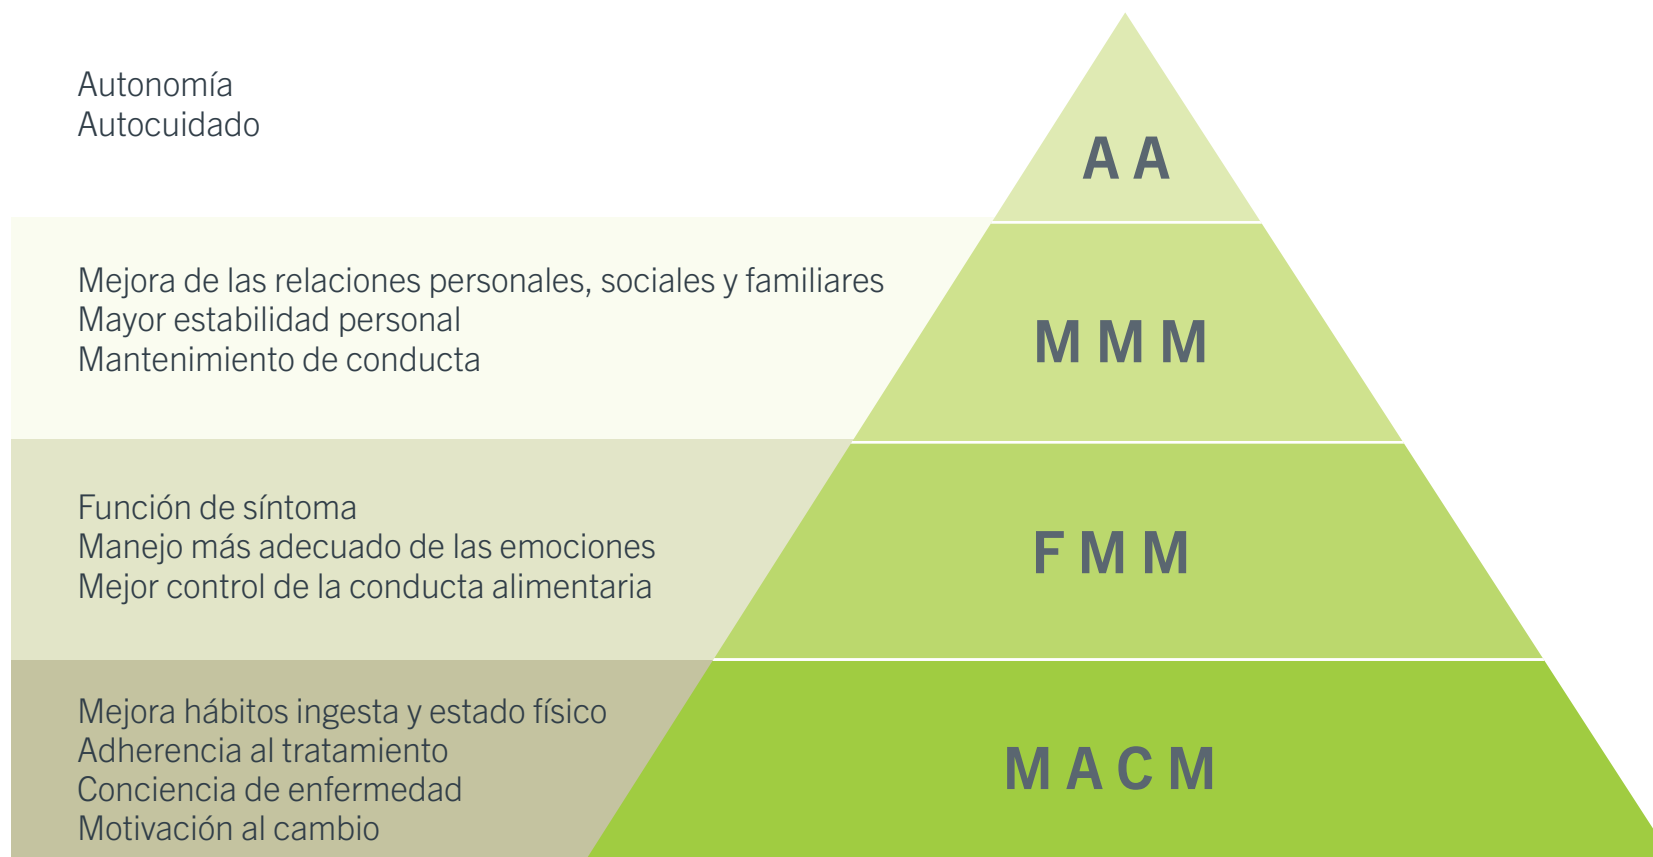 Autonomía
Autocuidado
A A
Mejora de las relaciones personales, sociales y familiares
Mayor estabilidad personal
Mantenimiento de conducta
M M M
Función de síntoma
Manejo más adecuado de las emociones
Mejor control de la conducta alimentaria
F M M
Mejora hábitos ingesta y estado físico
Adherencia al tratamiento
Conciencia de enfermedad
Motivación al cambio
M A C M